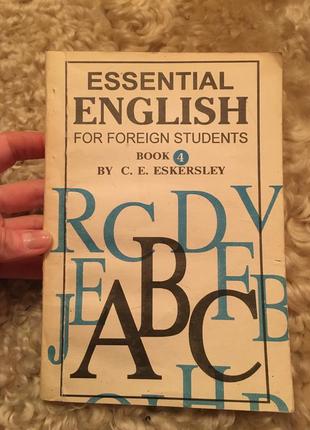 ESSENTIAL
ENGLISH
FOR FOREIGN STUDENTS
BOOK 4
BY C. E. ESKERSLEY
R C D V
J E A B C F B